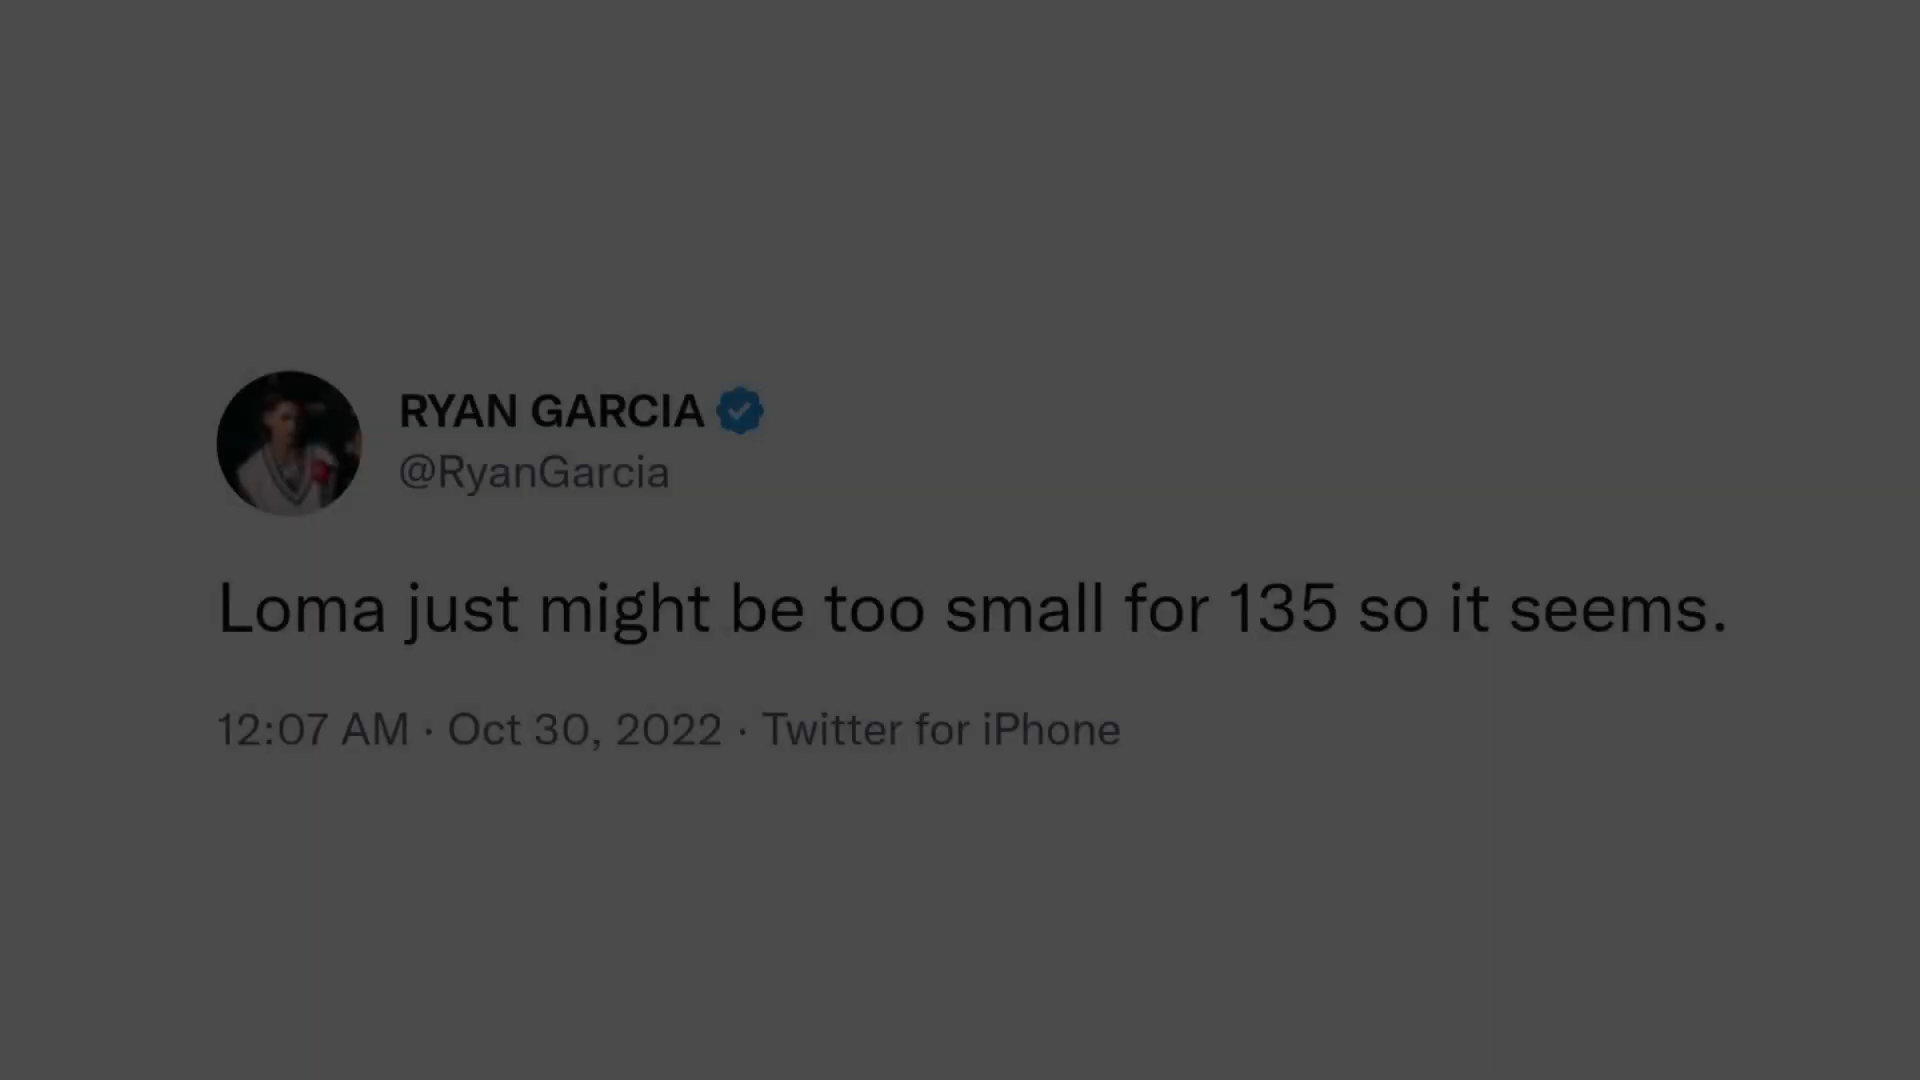 RYAN GARCIA
@RyanGarcia
Loma just might be too small for 135 so it seems.
12:07 AM · Oct 30, 2022 · Twitter for iPhone